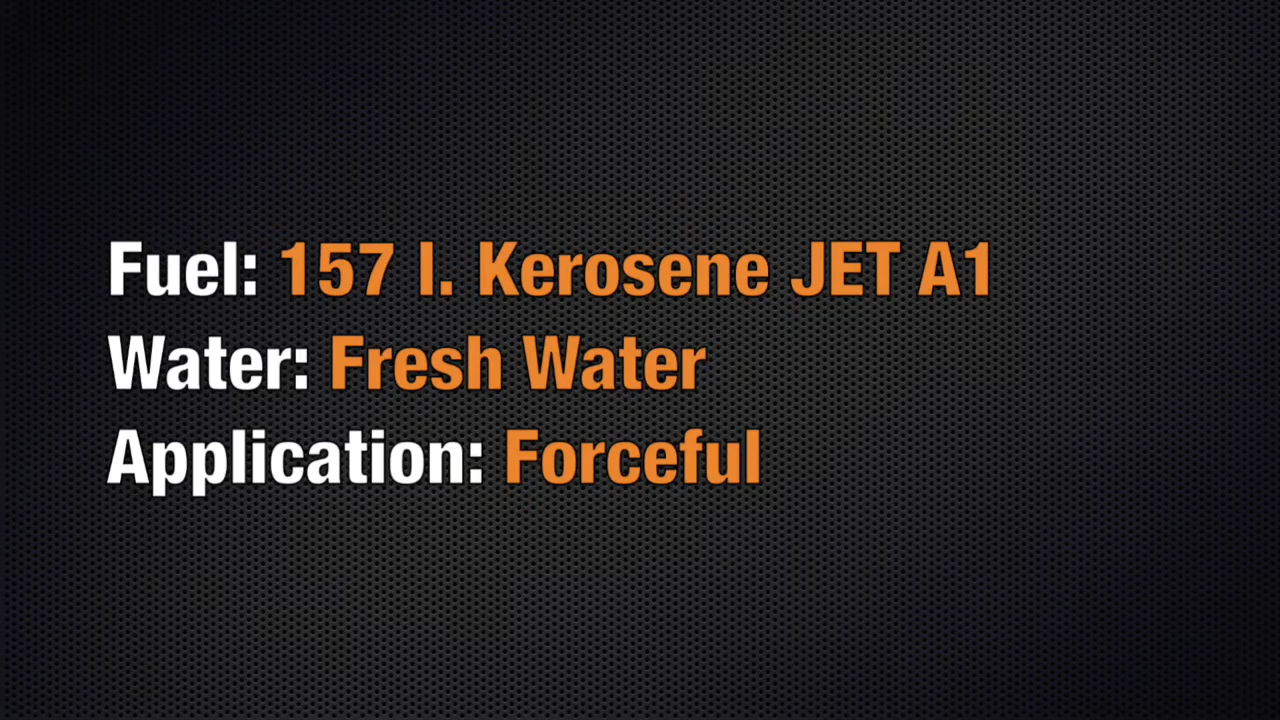 Fuel: 157 l. Kerosene JET A1
Water: Fresh Water
Application: Forceful